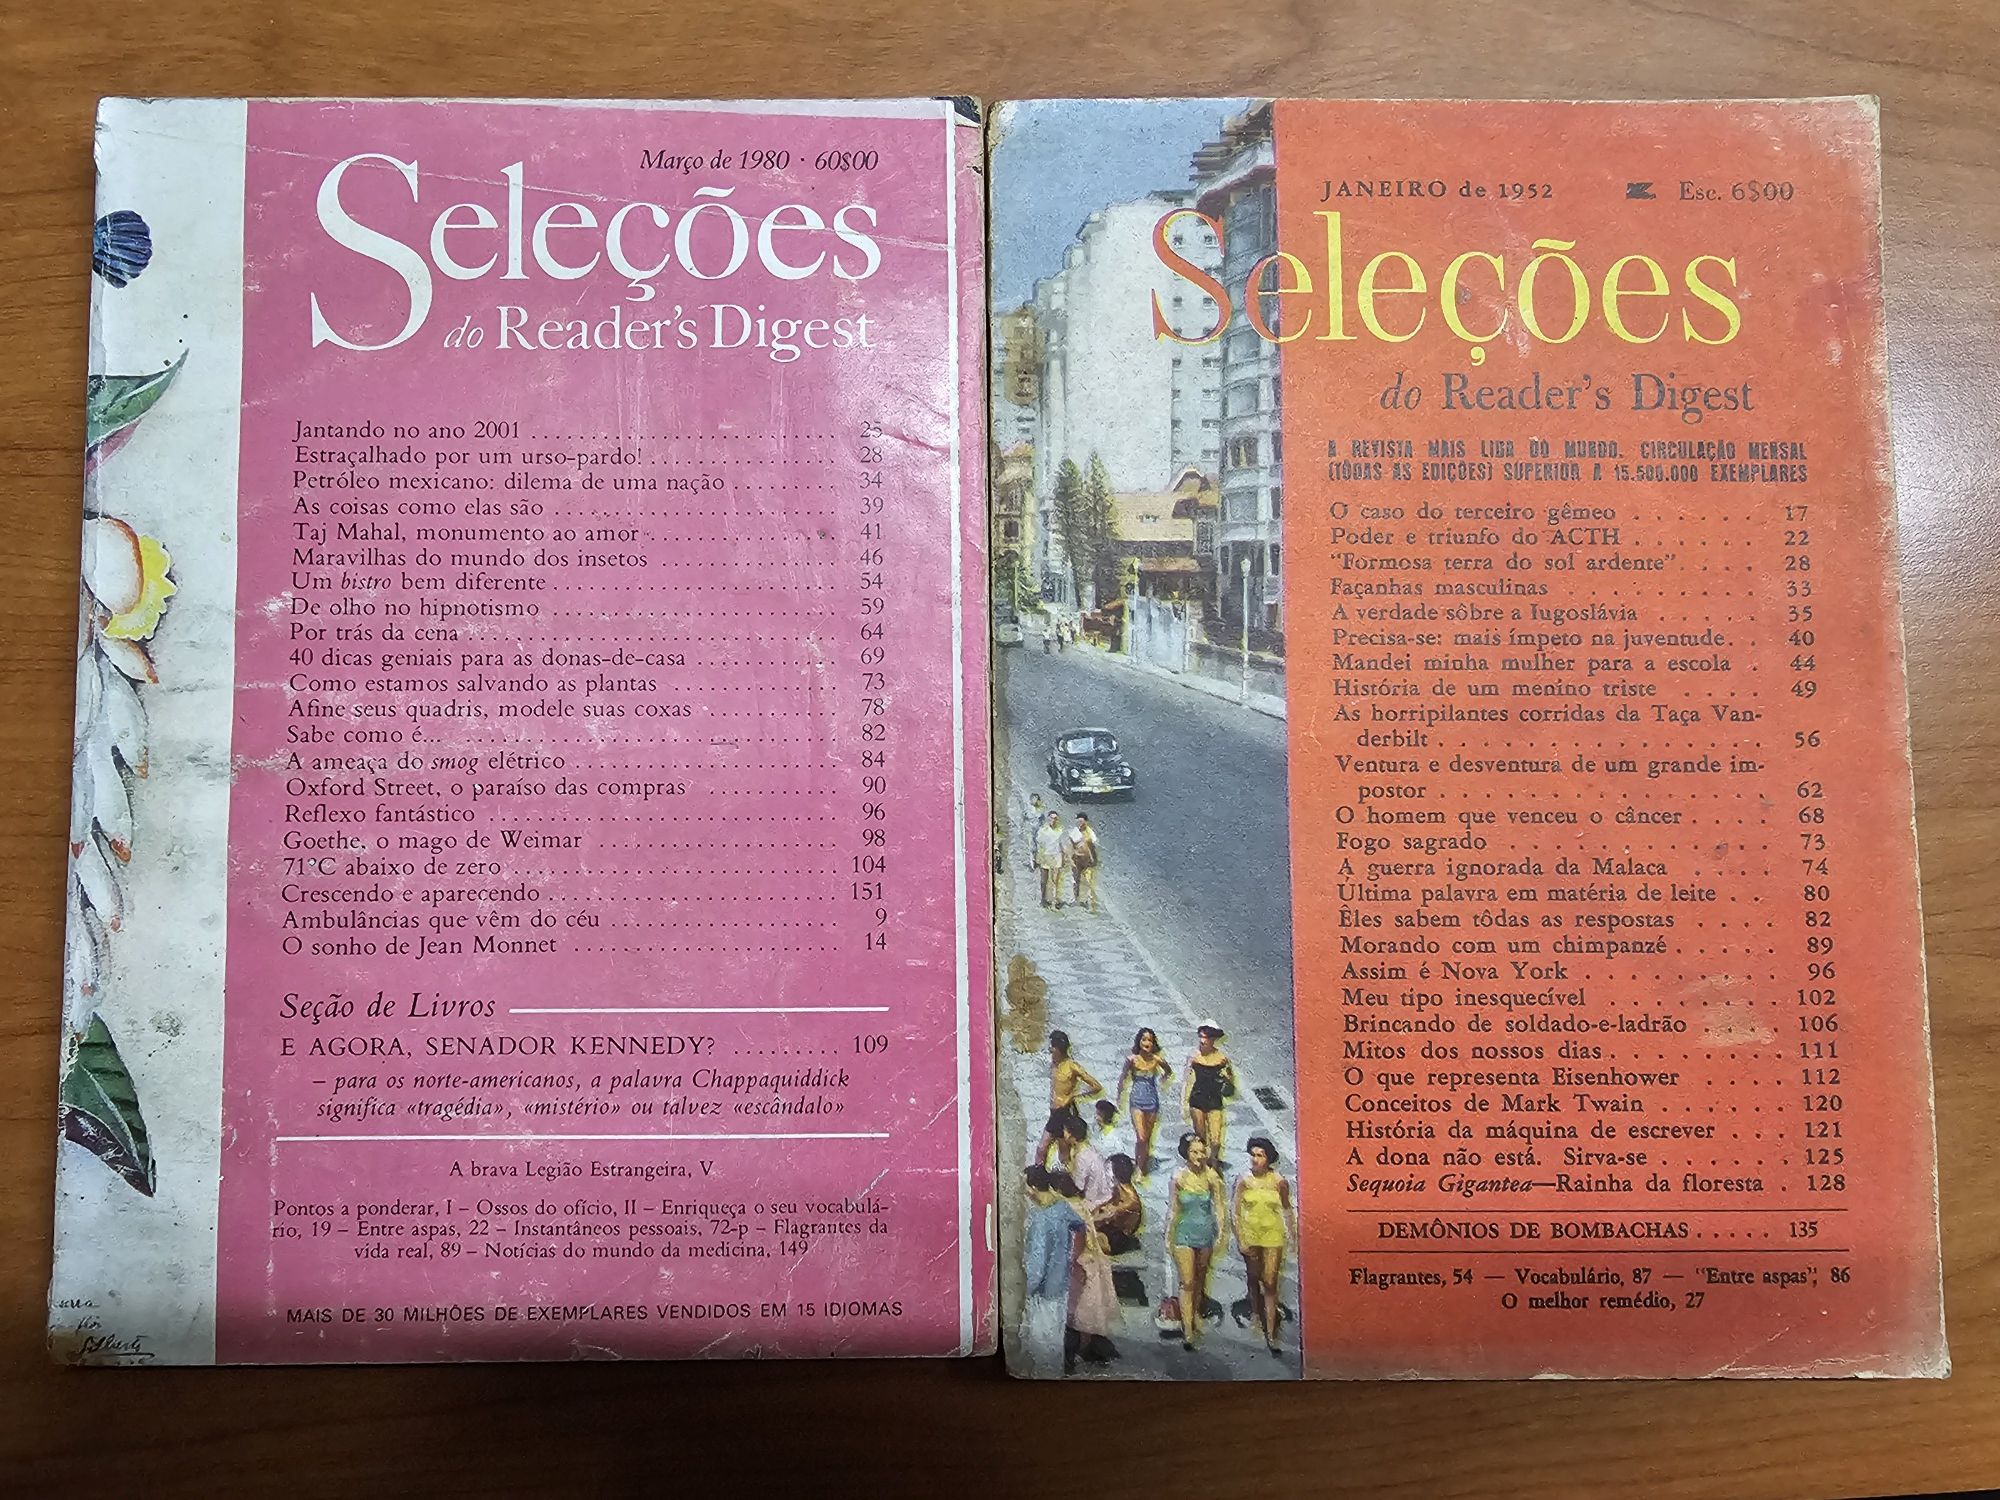 Março de 1980 · 60$00
Seleções
do Reader's Digest
Jantando no ano 2001 ........ 25
Estraçalhado por um urso-pardo! ........ 28
Petróleo mexicano: dilema de uma nação ........ 34
As coisas como elas são ........ 39
Taj Mahal, monumento ao amor ........ 41
Maravilhas do mundo dos insetos ........ 46
Um bistro bem diferente ........ 54
De olho no hipnotismo ........ 59
Por trás da cena ........ 64
40 dicas geniais para as donas-de-casa ........ 69
Como estamos salvando as plantas ........ 73
Afine seus quadris, modele suas coxas ........ 78
Sabe como é... ........ 82
A ameaça do smog elétrico ........ 84
Oxford Street, o paraíso das compras ........ 90
Reflexo fantástico ........ 96
Goethe, o mago de Weimar ........ 98
71°C abaixo de zero ........ 104
Crescendo e aparecendo ........ 151
Ambulâncias que vêm do céu ........ 9
O sonho de Jean Monnet ........ 14
Seção de Livros
E AGORA, SENADOR KENNEDY? ........ 109
– para os norte-americanos, a palavra Chappaquiddick
significa «tragédia», «mistério» ou talvez «escândalo»
A brava Legião Estrangeira, V
Pontos a ponderar, I – Ossos do ofício, II – Enriqueça o seu vocabulá-
rio, 19 – Entre aspas, 22 – Instantâneos pessoais, 72-p – Flagrantes da
vida real, 89 – Notícias do mundo da medicina, 149
MAIS DE 30 MILHÕES DE EXEMPLARES VENDIDOS EM 15 IDIOMAS
JANEIRO de 1952 Esc. 6$00
Seleções
do Reader's Digest
A REVISTA MAIS LIDA DO MUNDO. CIRCULAÇÃO MENSAL
(TÔDAS AS EDIÇÕES) SUPERIOR A 15.500.000 EXEMPLARES
O caso do terceiro gêmeo . . . . . . 17
Poder e triunfo do ACTH . . . . . . 22
"Formosa terra do sol ardente". . . . 28
Façanhas masculinas . . . . . . . . . 33
A verdade sôbre a Iugoslávia . . . . . 35
Precisa-se: mais ímpeto na juventude. . 40
Mandei minha mulher para a escola . 44
História de um menino triste . . . . 49
As horripilantes corridas da Taça Van-
derbilt . . . . . . . . . . . . . . . 56
Ventura e desventura de um grande im-
postor . . . . . . . . . . . . . . . 62
O homem que venceu o câncer . . . . 68
Fogo sagrado . . . . . . . . . . . . 73
A guerra ignorada da Malaca . . . . 74
Última palavra em matéria de leite . . 80
Êles sabem tôdas as respostas . . . . 82
Morando com um chimpanzé . . . . . 89
Assim é Nova York . . . . . . . . . 96
Meu tipo inesquecível . . . . . . . . 102
Brincando de soldado-e-ladrão . . . . 106
Mitos dos nossos dias . . . . . . . . 111
O que representa Eisenhower . . . . 112
Conceitos de Mark Twain . . . . . . 120
História da máquina de escrever . . . 121
A dona não está. Sirva-se . . . . . . 125
Sequoia Gigantea—Rainha da floresta . 128
DEMÔNIOS DE BOMBACHAS . . . . . 135
Flagrantes, 54 — Vocabulário, 87 — "Entre aspas", 86
O melhor remédio, 27